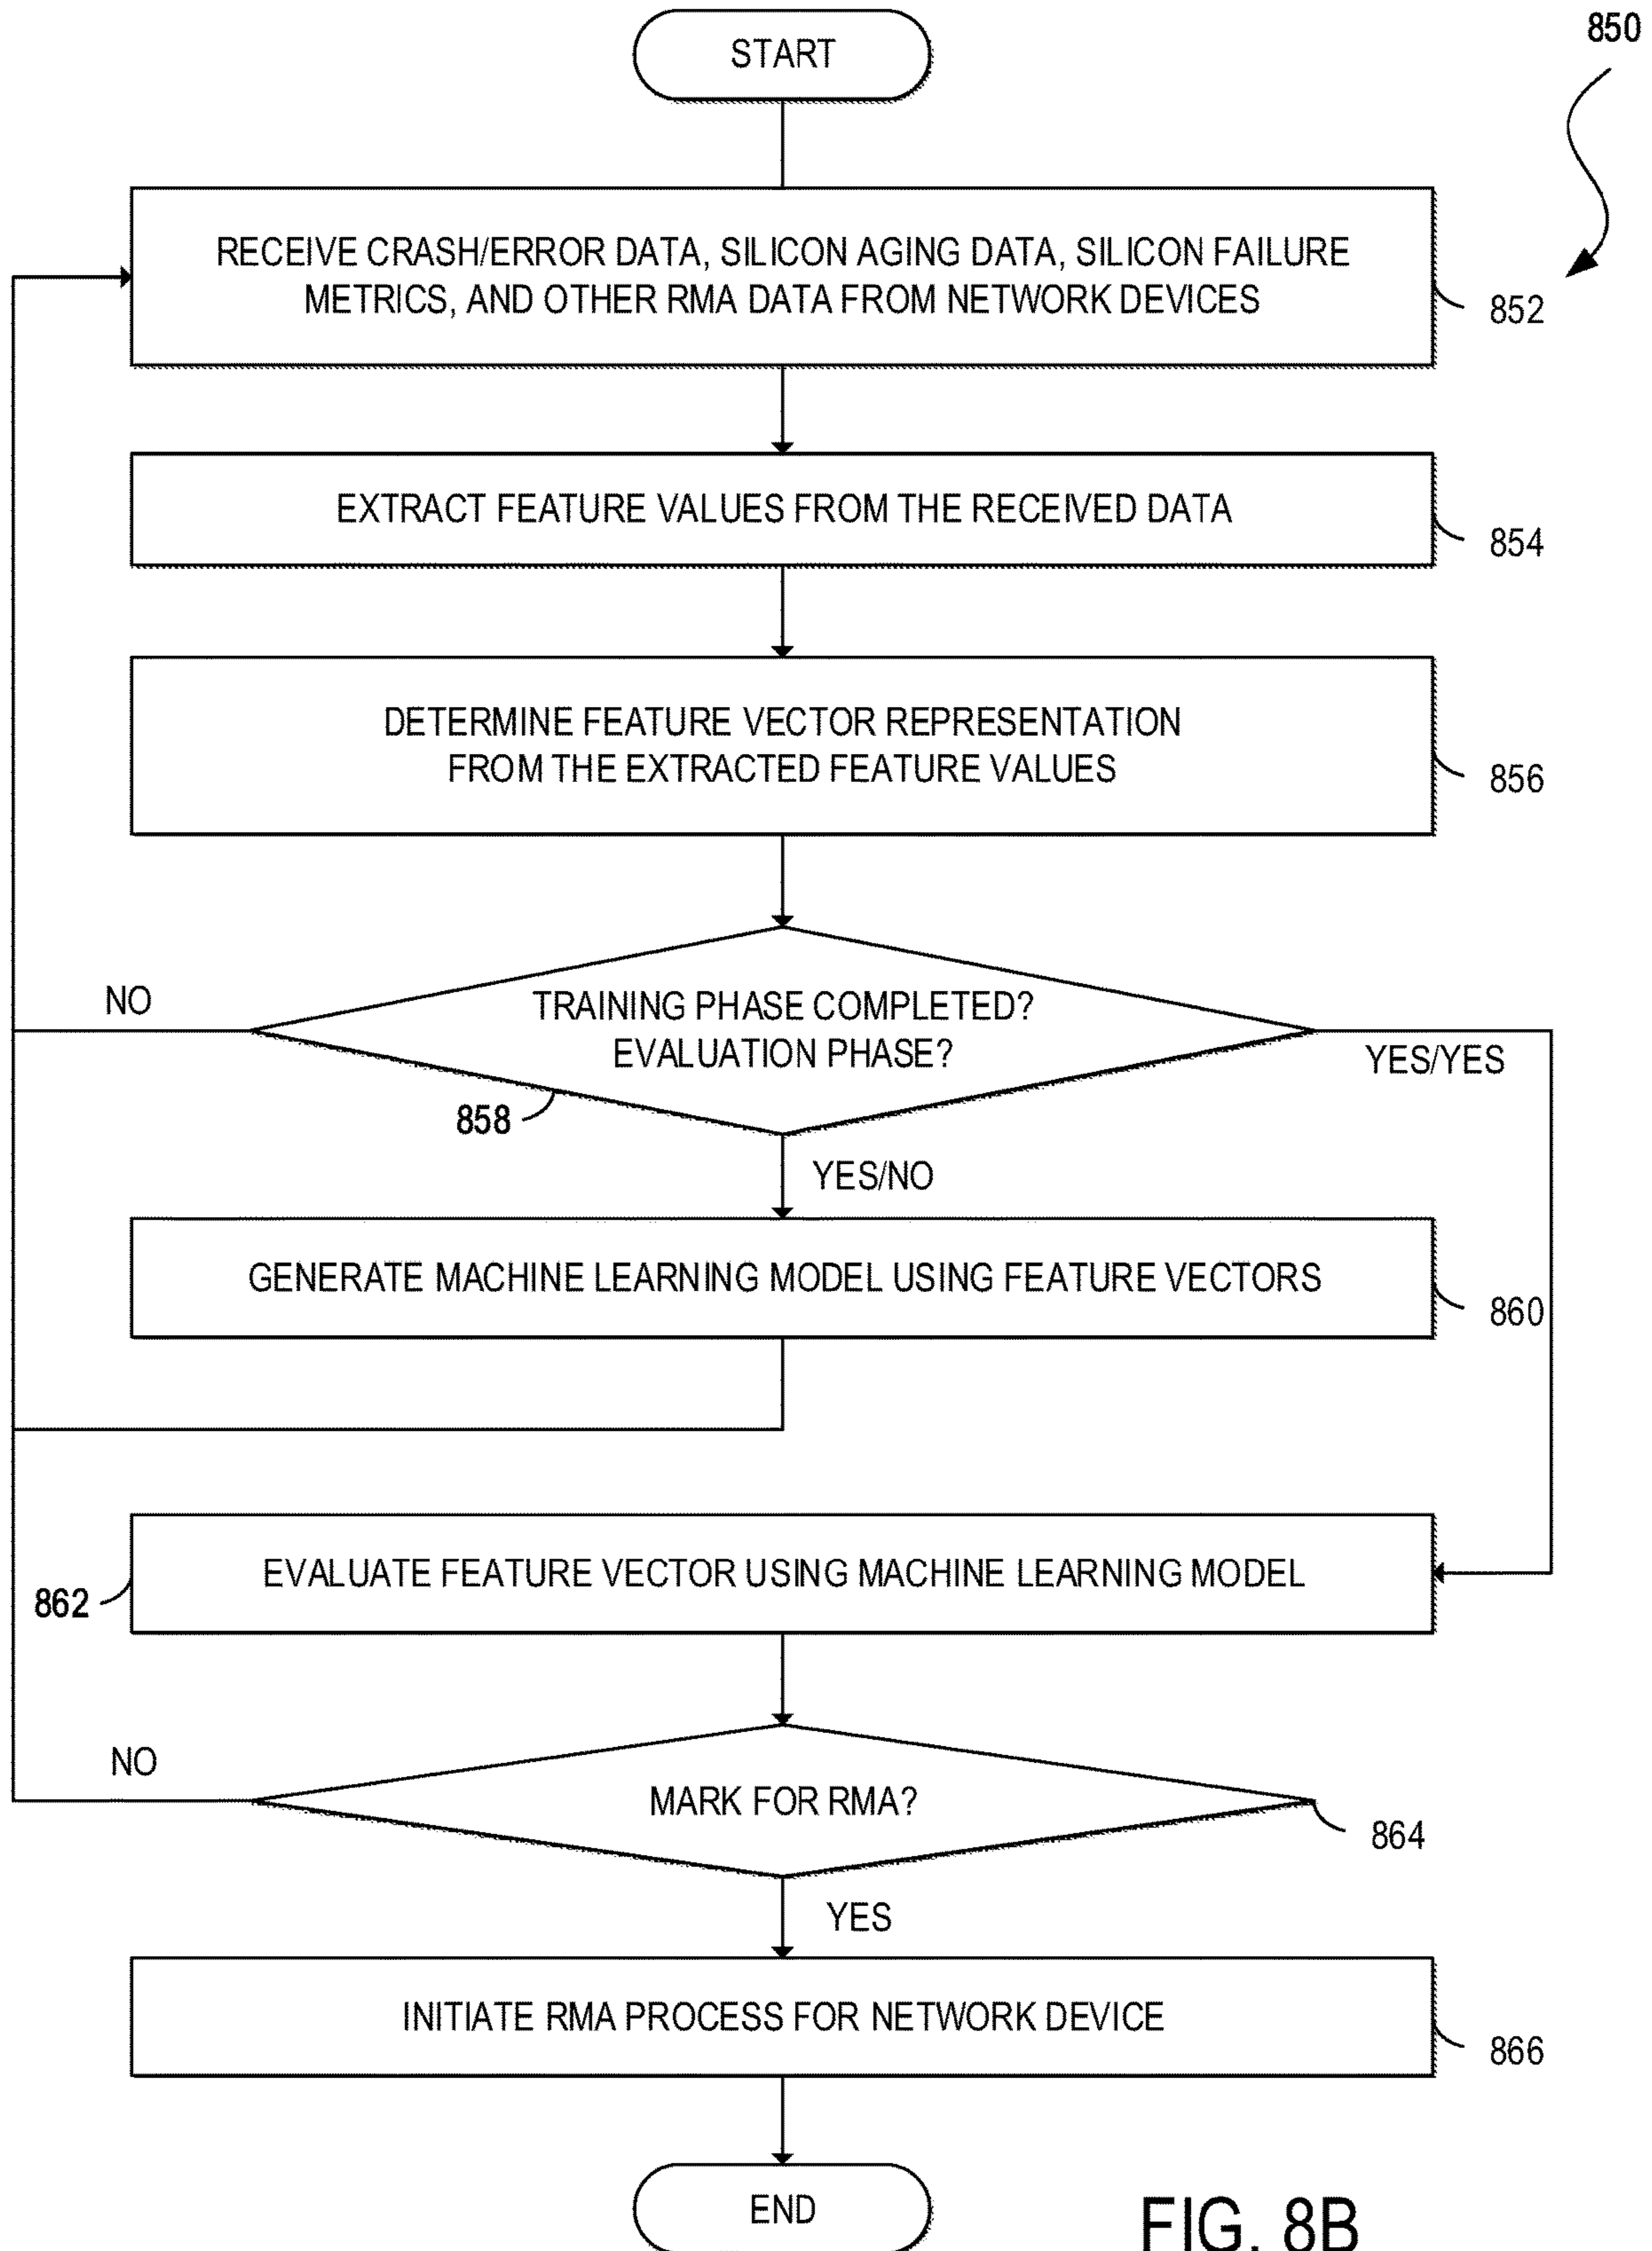 START
850
RECEIVE CRASH/ERROR DATA, SILICON AGING DATA, SILICON FAILURE
METRICS, AND OTHER RMA DATA FROM NETWORK DEVICES
852
EXTRACT FEATURE VALUES FROM THE RECEIVED DATA
854
DETERMINE FEATURE VECTOR REPRESENTATION
FROM THE EXTRACTED FEATURE VALUES
856
NO
TRAINING PHASE COMPLETED?
EVALUATION PHASE?
YES/YES
858
YES/NO
GENERATE MACHINE LEARNING MODEL USING FEATURE VECTORS
860
EVALUATE FEATURE VECTOR USING MACHINE LEARNING MODEL
862
NO
MARK FOR RMA?
864
YES
INITIATE RMA PROCESS FOR NETWORK DEVICE
866
END
FIG. 8B